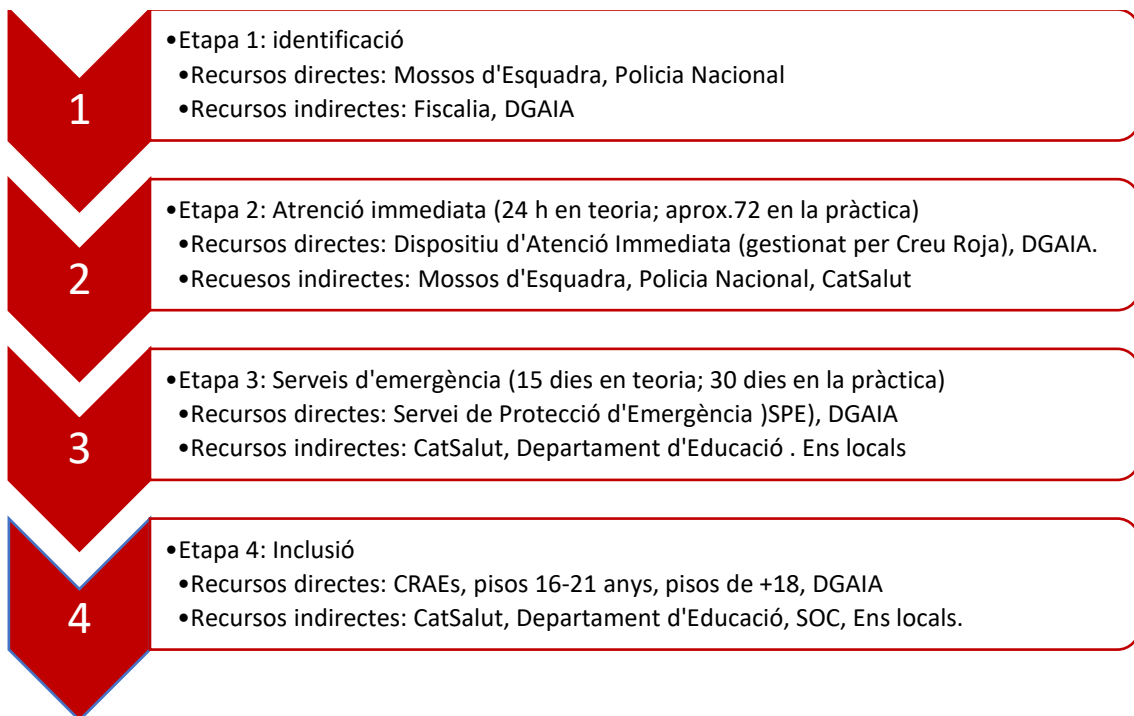 1
•Etapa 1: identificació
•Recursos directes: Mossos d'Esquadra, Policia Nacional
•Recursos indirectes: Fiscalia, DGAIA
2
•Etapa 2: Atrenció immediata (24 h en teoria; aprox.72 en la pràctica)
•Recursos directes: Dispositiu d'Atenció Immediata (gestionat per Creu Roja), DGAIA.
•Recuesos indirectes: Mossos d'Esquadra, Policia Nacional, CatSalut
3
•Etapa 3: Serveis d'emergència (15 dies en teoria; 30 dies en la pràctica)
•Recursos directes: Servei de Protecció d'Emergència )SPE), DGAIA
•Recursos indirectes: CatSalut, Departament d'Educació . Ens locals
4
•Etapa 4: Inclusió
•Recursos directes: CRAEs, pisos 16-21 anys, pisos de +18, DGAIA
•Recursos indirectes: CatSalut, Departament d'Educació, SOC, Ens locals.